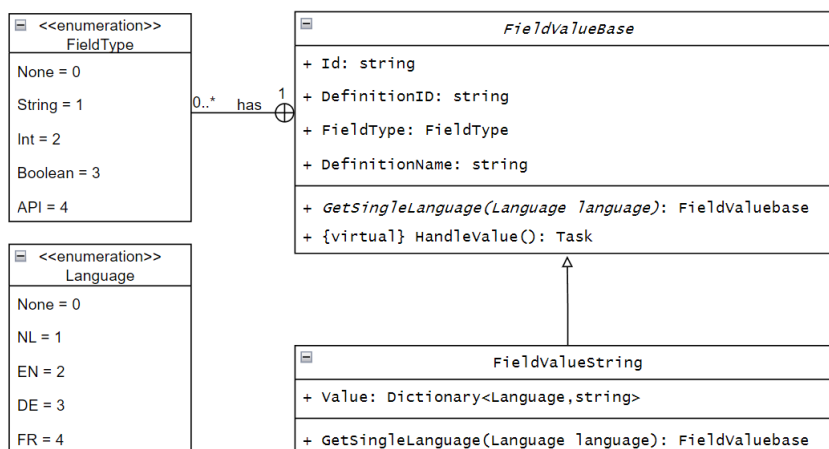 <<enumeration>>
FieldType
None = 0
String = 1
Int = 2
Boolean = 3
API = 4
0..* has 1
FieldValueBase
+ Id: string
+ DefinitionID: string
+ FieldType: FieldType
+ DefinitionName: string
+ GetSingleLanguage(Language language): FieldValuebase
+ {virtual} HandleValue(): Task
<<enumeration>>
Language
None = 0
NL = 1
EN = 2
DE = 3
FR = 4
FieldValueString
+ Value: Dictionary<Language,string>
+ GetSingleLanguage(Language language): FieldValuebase